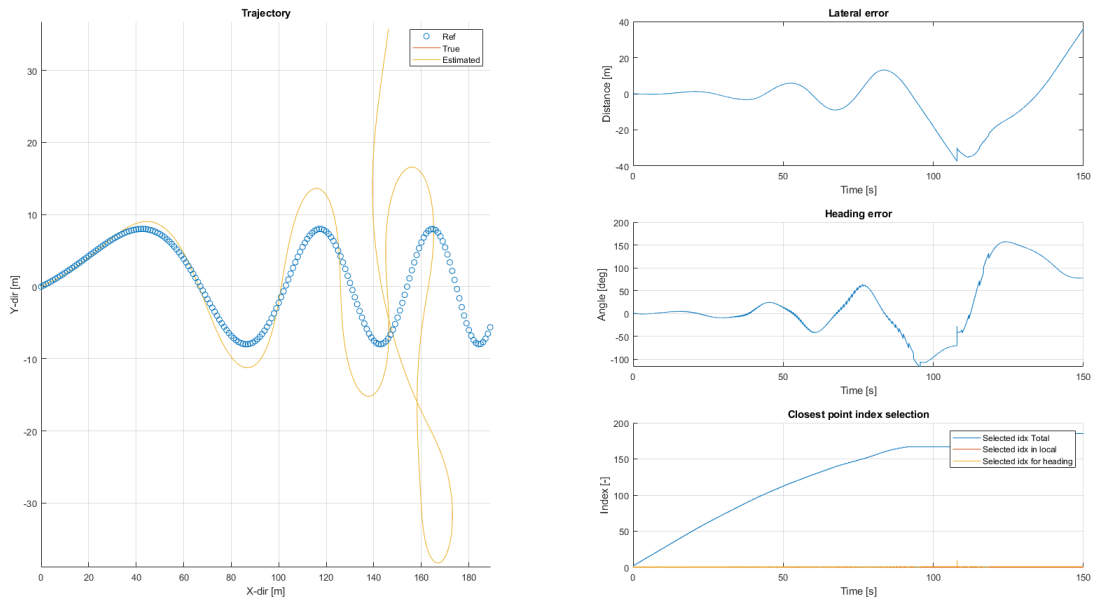 Trajectory
Ref
True
Estimated
30
20
10
0
-10
-20
-30
0
20
40
60
80
100
120
140
160
180
Y-dir [m]
X-dir [m]
Lateral error
40
20
0
-20
-40
0
50
100
150
Distance [m]
Time [s]
Heading error
200
150
100
50
0
-50
-100
0
50
100
150
Angle [deg]
Time [s]
Closest point index selection
Selected idx Total
Selected idx in local
Selected idx for heading
200
150
100
50
0
0
50
100
150
Index [-]
Time [s]